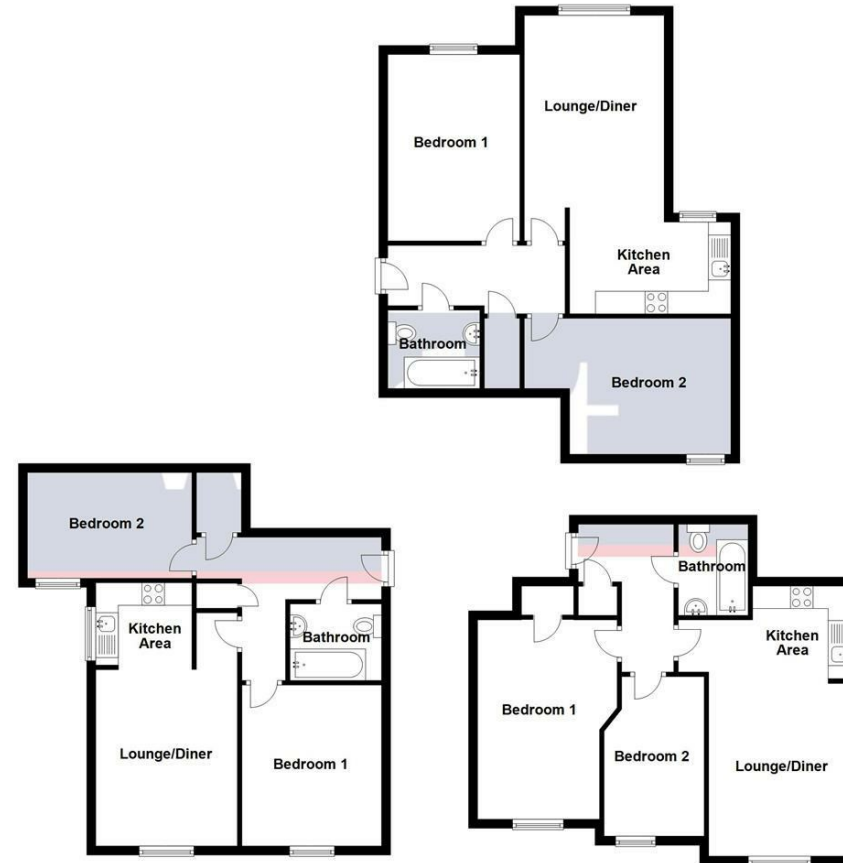 Lounge/Diner
Bedroom 1
Kitchen
Area
Bathroom
Bedroom 2
Bedroom 2
Kitchen
Area
Bathroom
Lounge/Diner
Bedroom 1
Bathroom
Kitchen
Area
Bedroom 1
Bedroom 2
Lounge/Diner